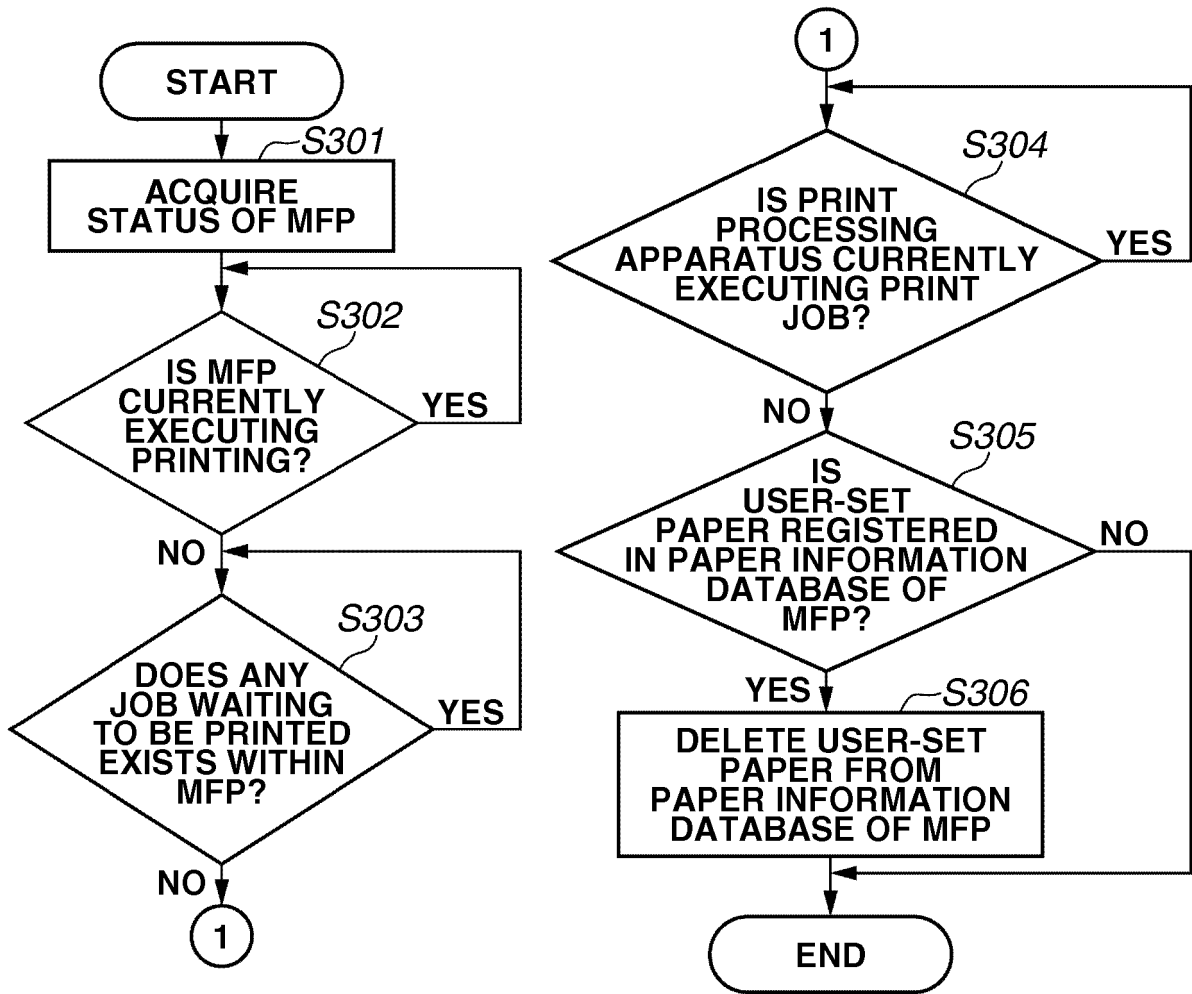 START
S301
ACQUIRE
STATUS OF MFP
S302
IS MFP
CURRENTLY
EXECUTING
PRINTING?
YES
NO
S303
DOES ANY
JOB WAITING
TO BE PRINTED
EXISTS WITHIN
MFP?
YES
NO
1
1
S304
IS PRINT
PROCESSING
APPARATUS CURRENTLY
EXECUTING PRINT
JOB?
YES
NO
S305
IS
USER-SET
PAPER REGISTERED
IN PAPER INFORMATION
DATABASE OF
MFP?
NO
YES
S306
DELETE USER-SET
PAPER FROM
PAPER INFORMATION
DATABASE OF MFP
END